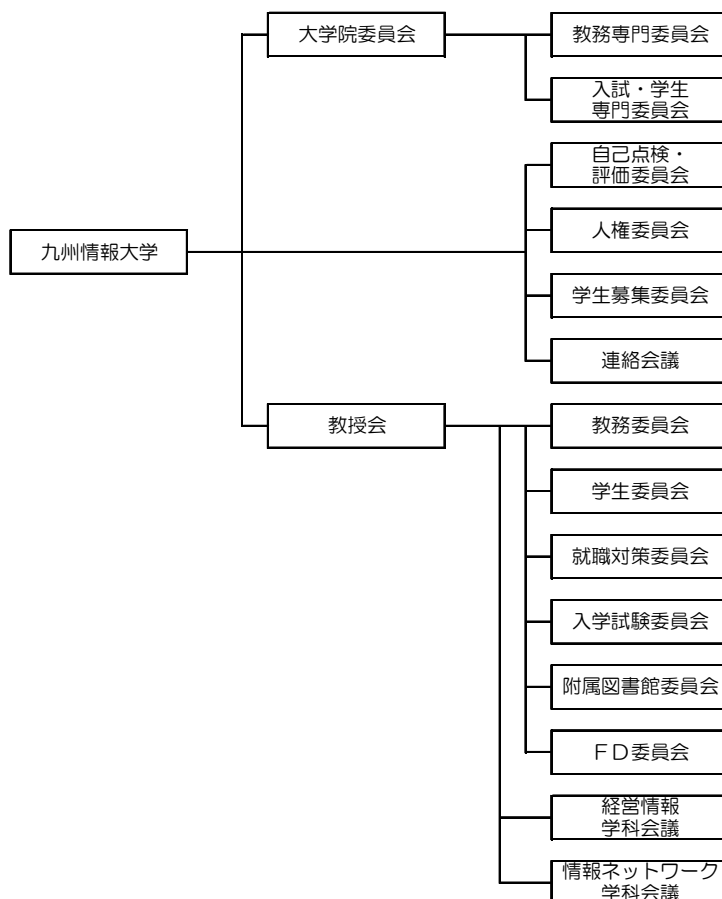 大学院委員会
教務専門委員会
入試・学生
専門委員会
自己点検・
評価委員会
人権委員会
九州情報大学
学生募集委員会
連絡会議
教授会
教務委員会
学生委員会
就職対策委員会
入学試験委員会
附属図書館委員会
ＦＤ委員会
経営情報
学科会議
情報ネットワーク
学科会議